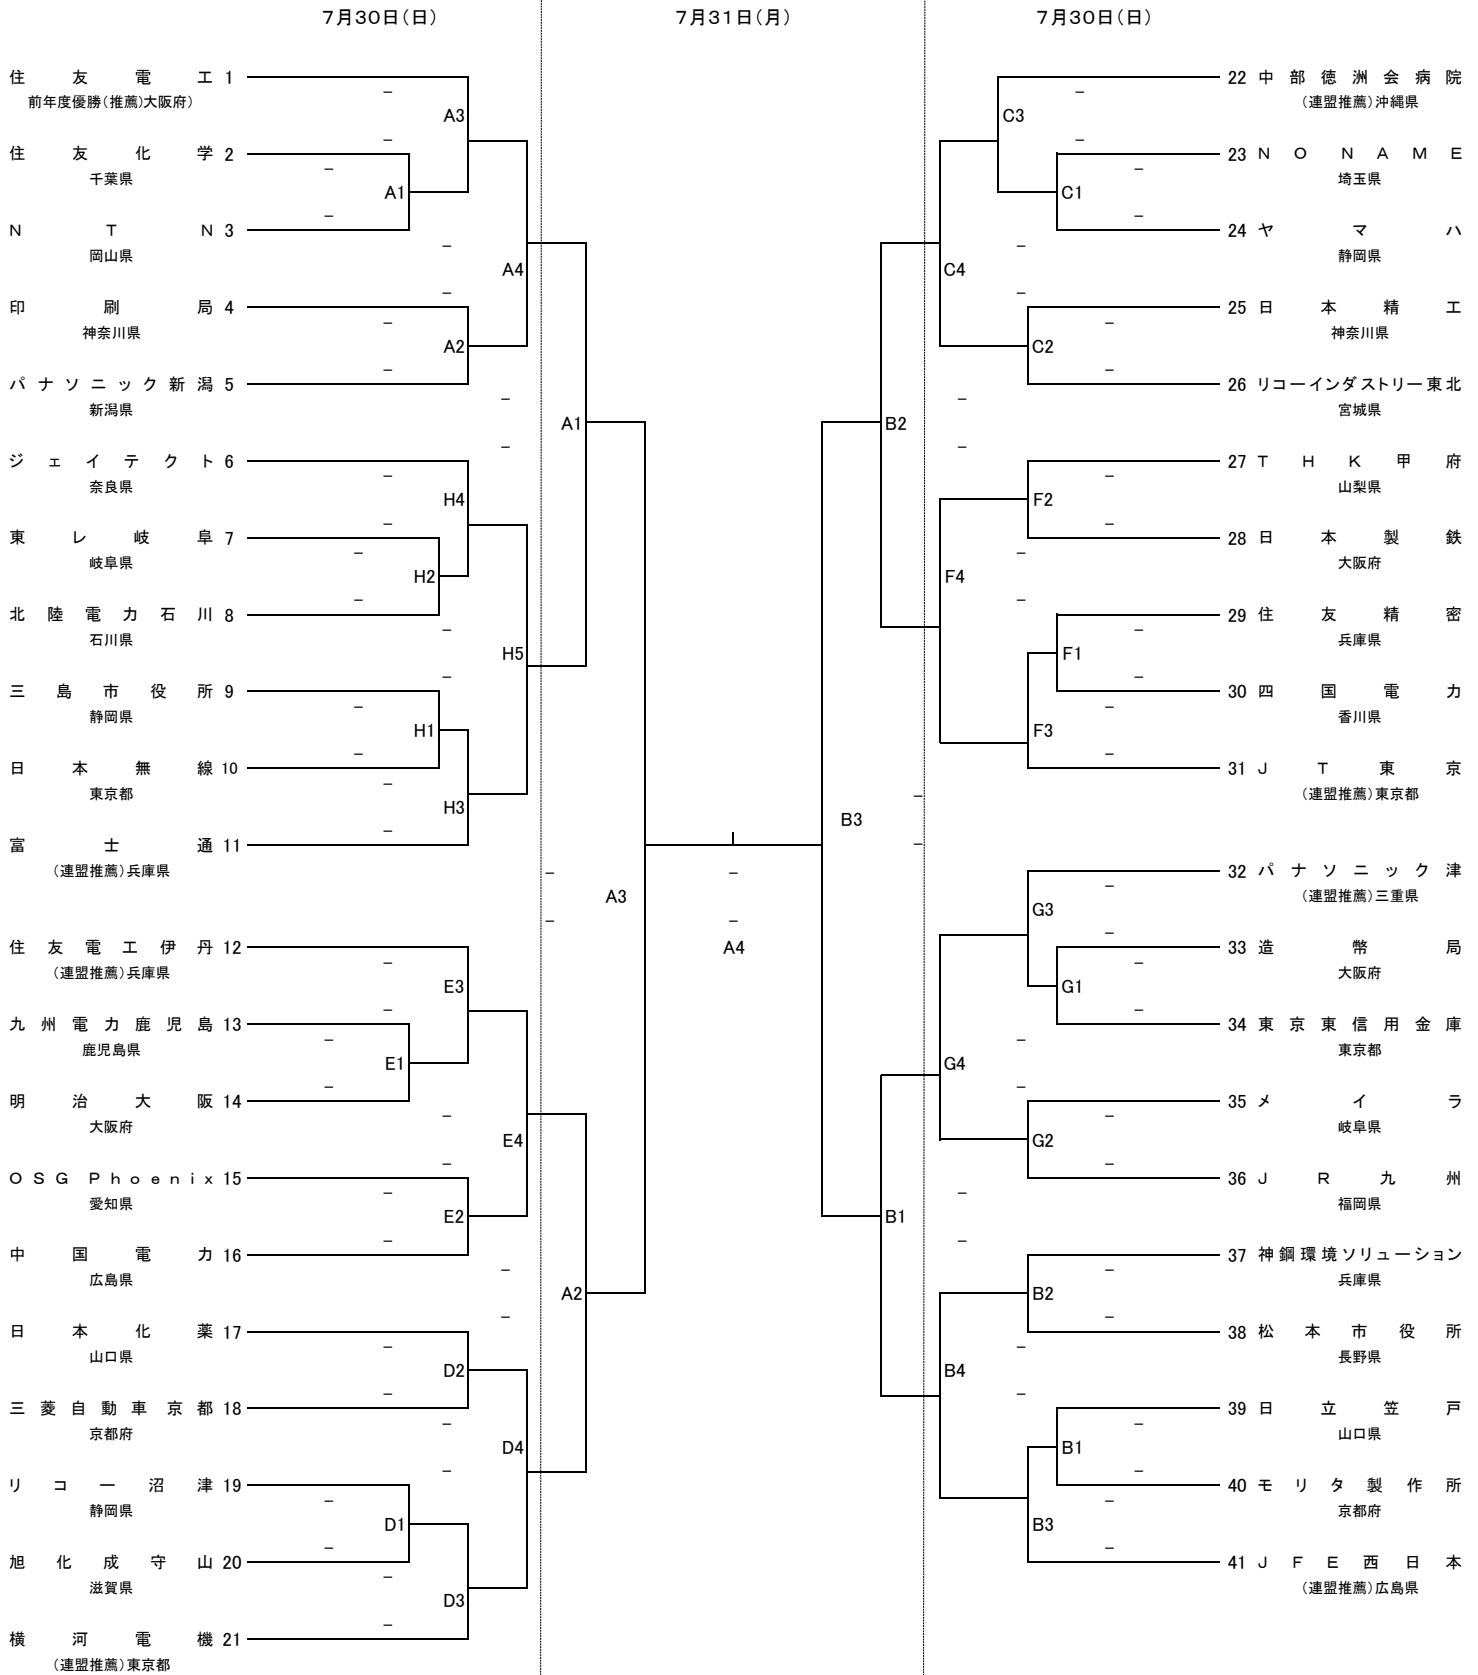 7月30日(日)
7月31日(月)
7月30日(日)
住友電工 1
前年度優勝(推薦)大阪府)
A3
住友化学 2
千葉県
A1
NTN 3
岡山県
A4
印刷局 4
神奈川県
A2
パナソニック新潟 5
新潟県
A1
ジェイテクト 6
奈良県
H4
東レ岐阜 7
岐阜県
H2
北陸電力石川 8
石川県
H5
三島市役所 9
静岡県
H1
日本無線 10
東京都
H3
富士通 11
(連盟推薦)兵庫県
A3
住友電工伊丹 12
(連盟推薦)兵庫県
E3
九州電力鹿児島 13
鹿児島県
E1
明治大阪 14
大阪府
E4
OSG Phoenix 15
愛知県
E2
中国電力 16
広島県
A2
日本化薬 17
山口県
D2
三菱自動車京都 18
京都府
D4
リコー沼津 19
静岡県
D1
旭化成守山 20
滋賀県
D3
横河電機 21
(連盟推薦)東京都
A4
22 中部徳洲会病院
(連盟推薦)沖縄県
C3
23 NO NAME
埼玉県
C1
24 ヤマハ
静岡県
C4
25 日本精工
神奈川県
C2
26 リコーインダストリー東北
宮城県
B2
27 THK甲府
山梨県
F2
28 日本製鉄
大阪府
F4
29 住友精密
兵庫県
F1
30 四国電力
香川県
F3
31 JT東京
(連盟推薦)東京都
B3
32 パナソニック津
(連盟推薦)三重県
G3
33 造幣局
大阪府
G1
34 東京東信用金庫
東京都
G4
35 メイラ
岐阜県
G2
36 JR九州
福岡県
B1
37 神鋼環境ソリューション
兵庫県
B2
38 松本市役所
長野県
B4
39 日立笠戸
山口県
B1
40 モリタ製作所
京都府
B3
41 JFE西日本
(連盟推薦)広島県